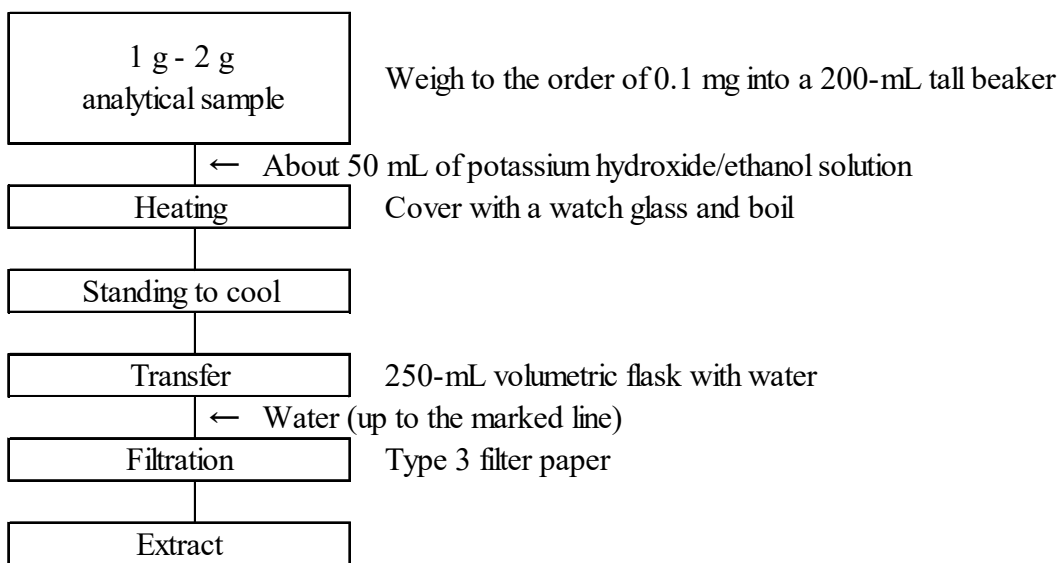 1 g - 2 g
analytical sample
Weigh to the order of 0.1 mg into a 200-mL tall beaker
← About 50 mL of potassium hydroxide/ethanol solution
Heating
Cover with a watch glass and boil
Standing to cool
Transfer
250-mL volumetric flask with water
← Water (up to the marked line)
Filtration
Type 3 filter paper
Extract